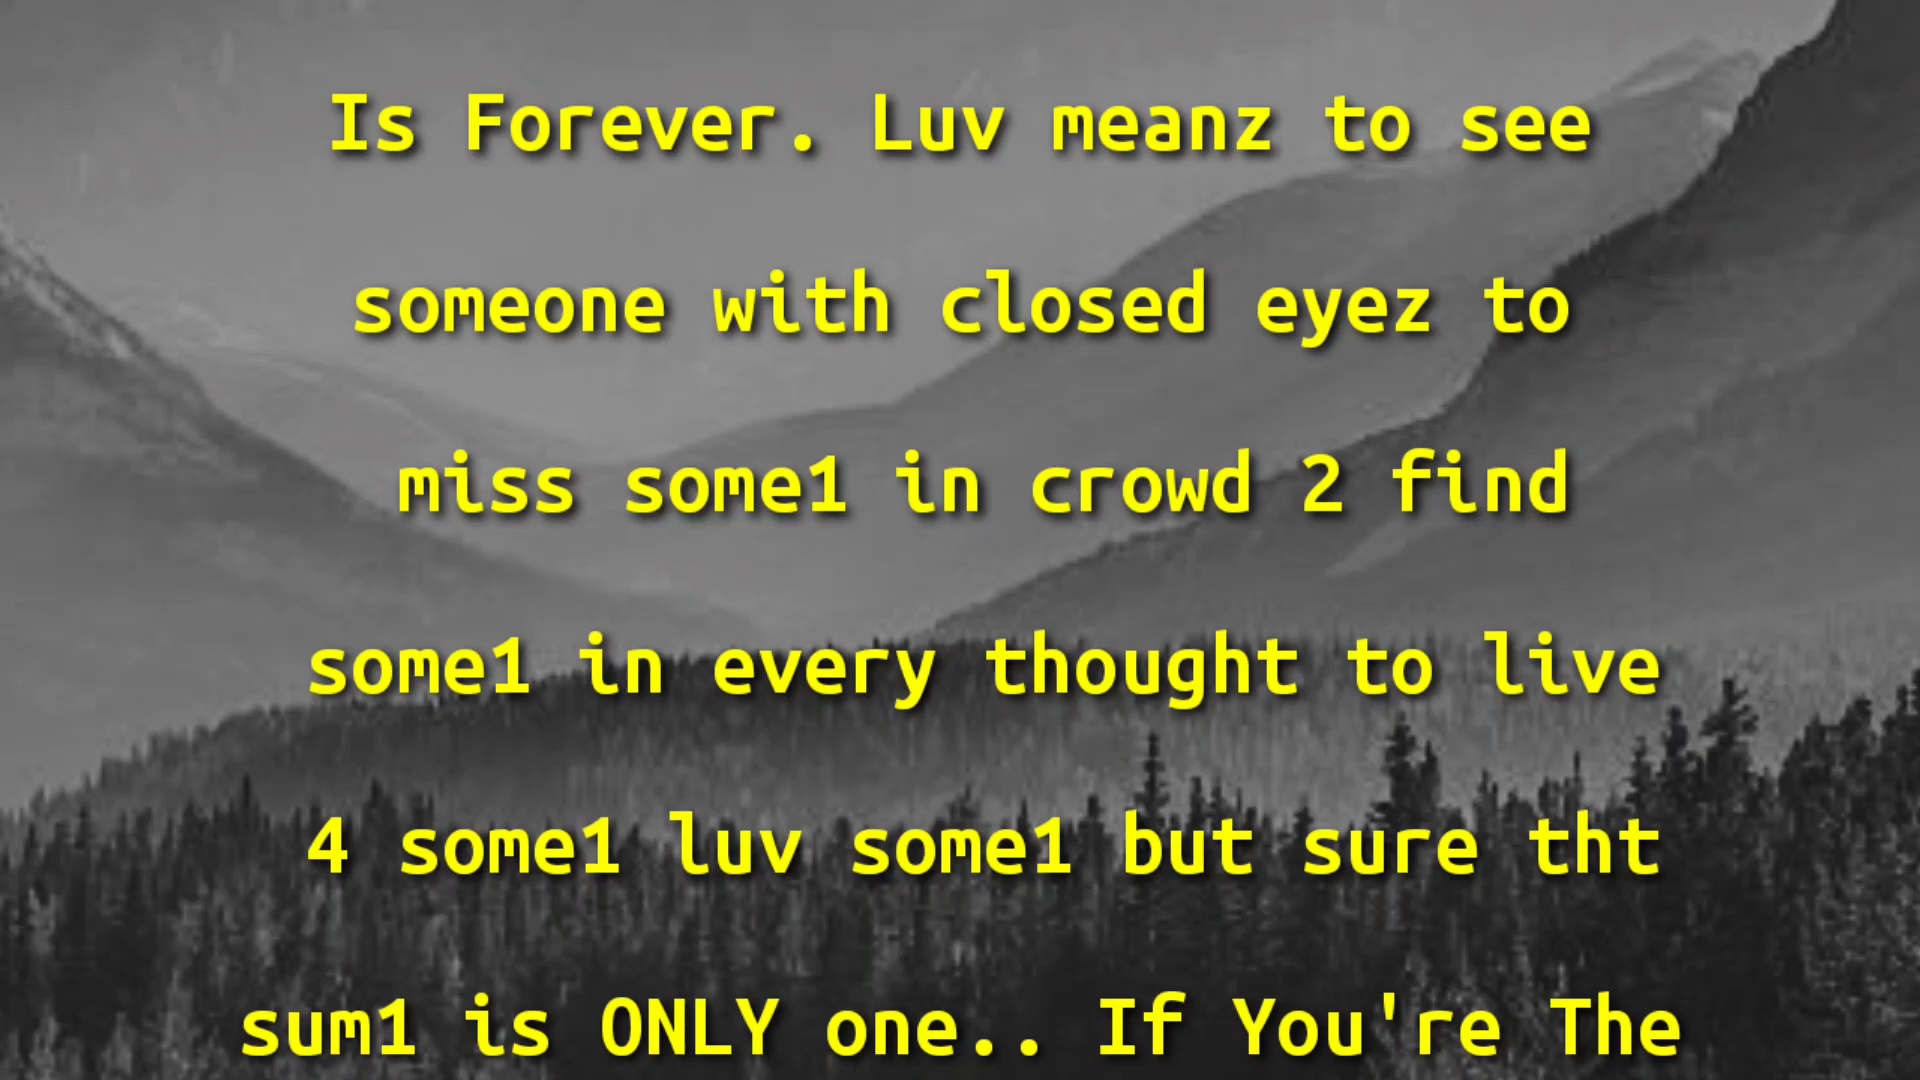 Is Forever. Luv meanz to see
someone with closed eyez to
miss some1 in crowd 2 find
some1 in every thought to live
4 some1 luv some1 but sure tht
sum1 is ONLY one.. If You're The